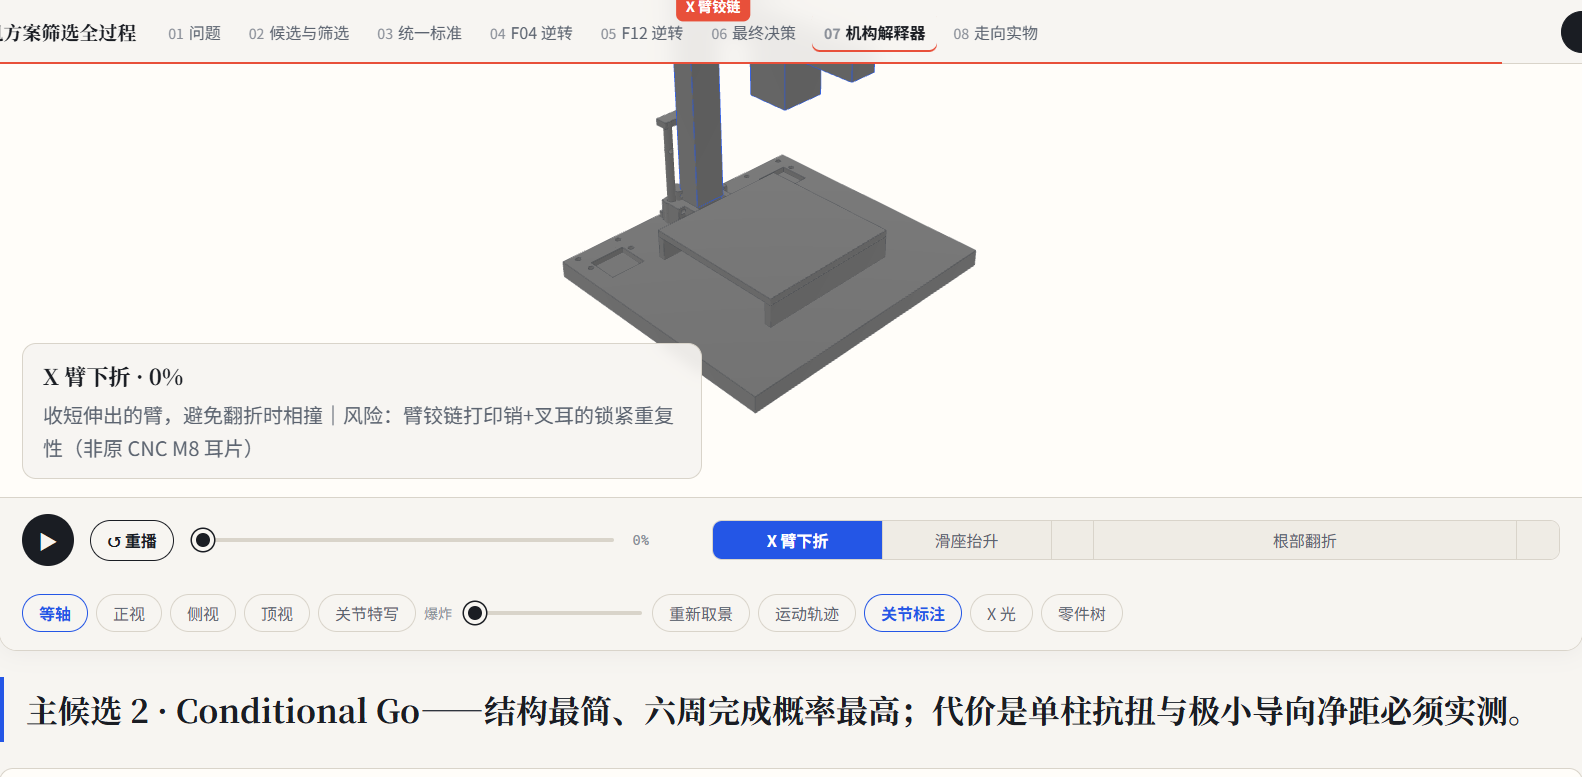 X 臂铰链
方案筛选全过程
01 问题
02 候选与筛选
03 统一标准
04 F04 逆转
05 F12 逆转
06 最终决策
07 机构解释器
08 走向实物
X 臂下折 · 0%
收短伸出的臂，避免翻折时相撞｜风险：臂铰链打印销+叉耳的锁紧重复
性（非原 CNC M8 耳片）
▶
↺ 重播
0%
X 臂下折
滑座抬升
根部翻折
等轴
正视
侧视
顶视
关节特写
爆炸
重新取景
运动轨迹
关节标注
X 光
零件树
主候选 2 · Conditional Go——结构最简、六周完成概率最高；代价是单柱抗扭与极小导向净距必须实测。